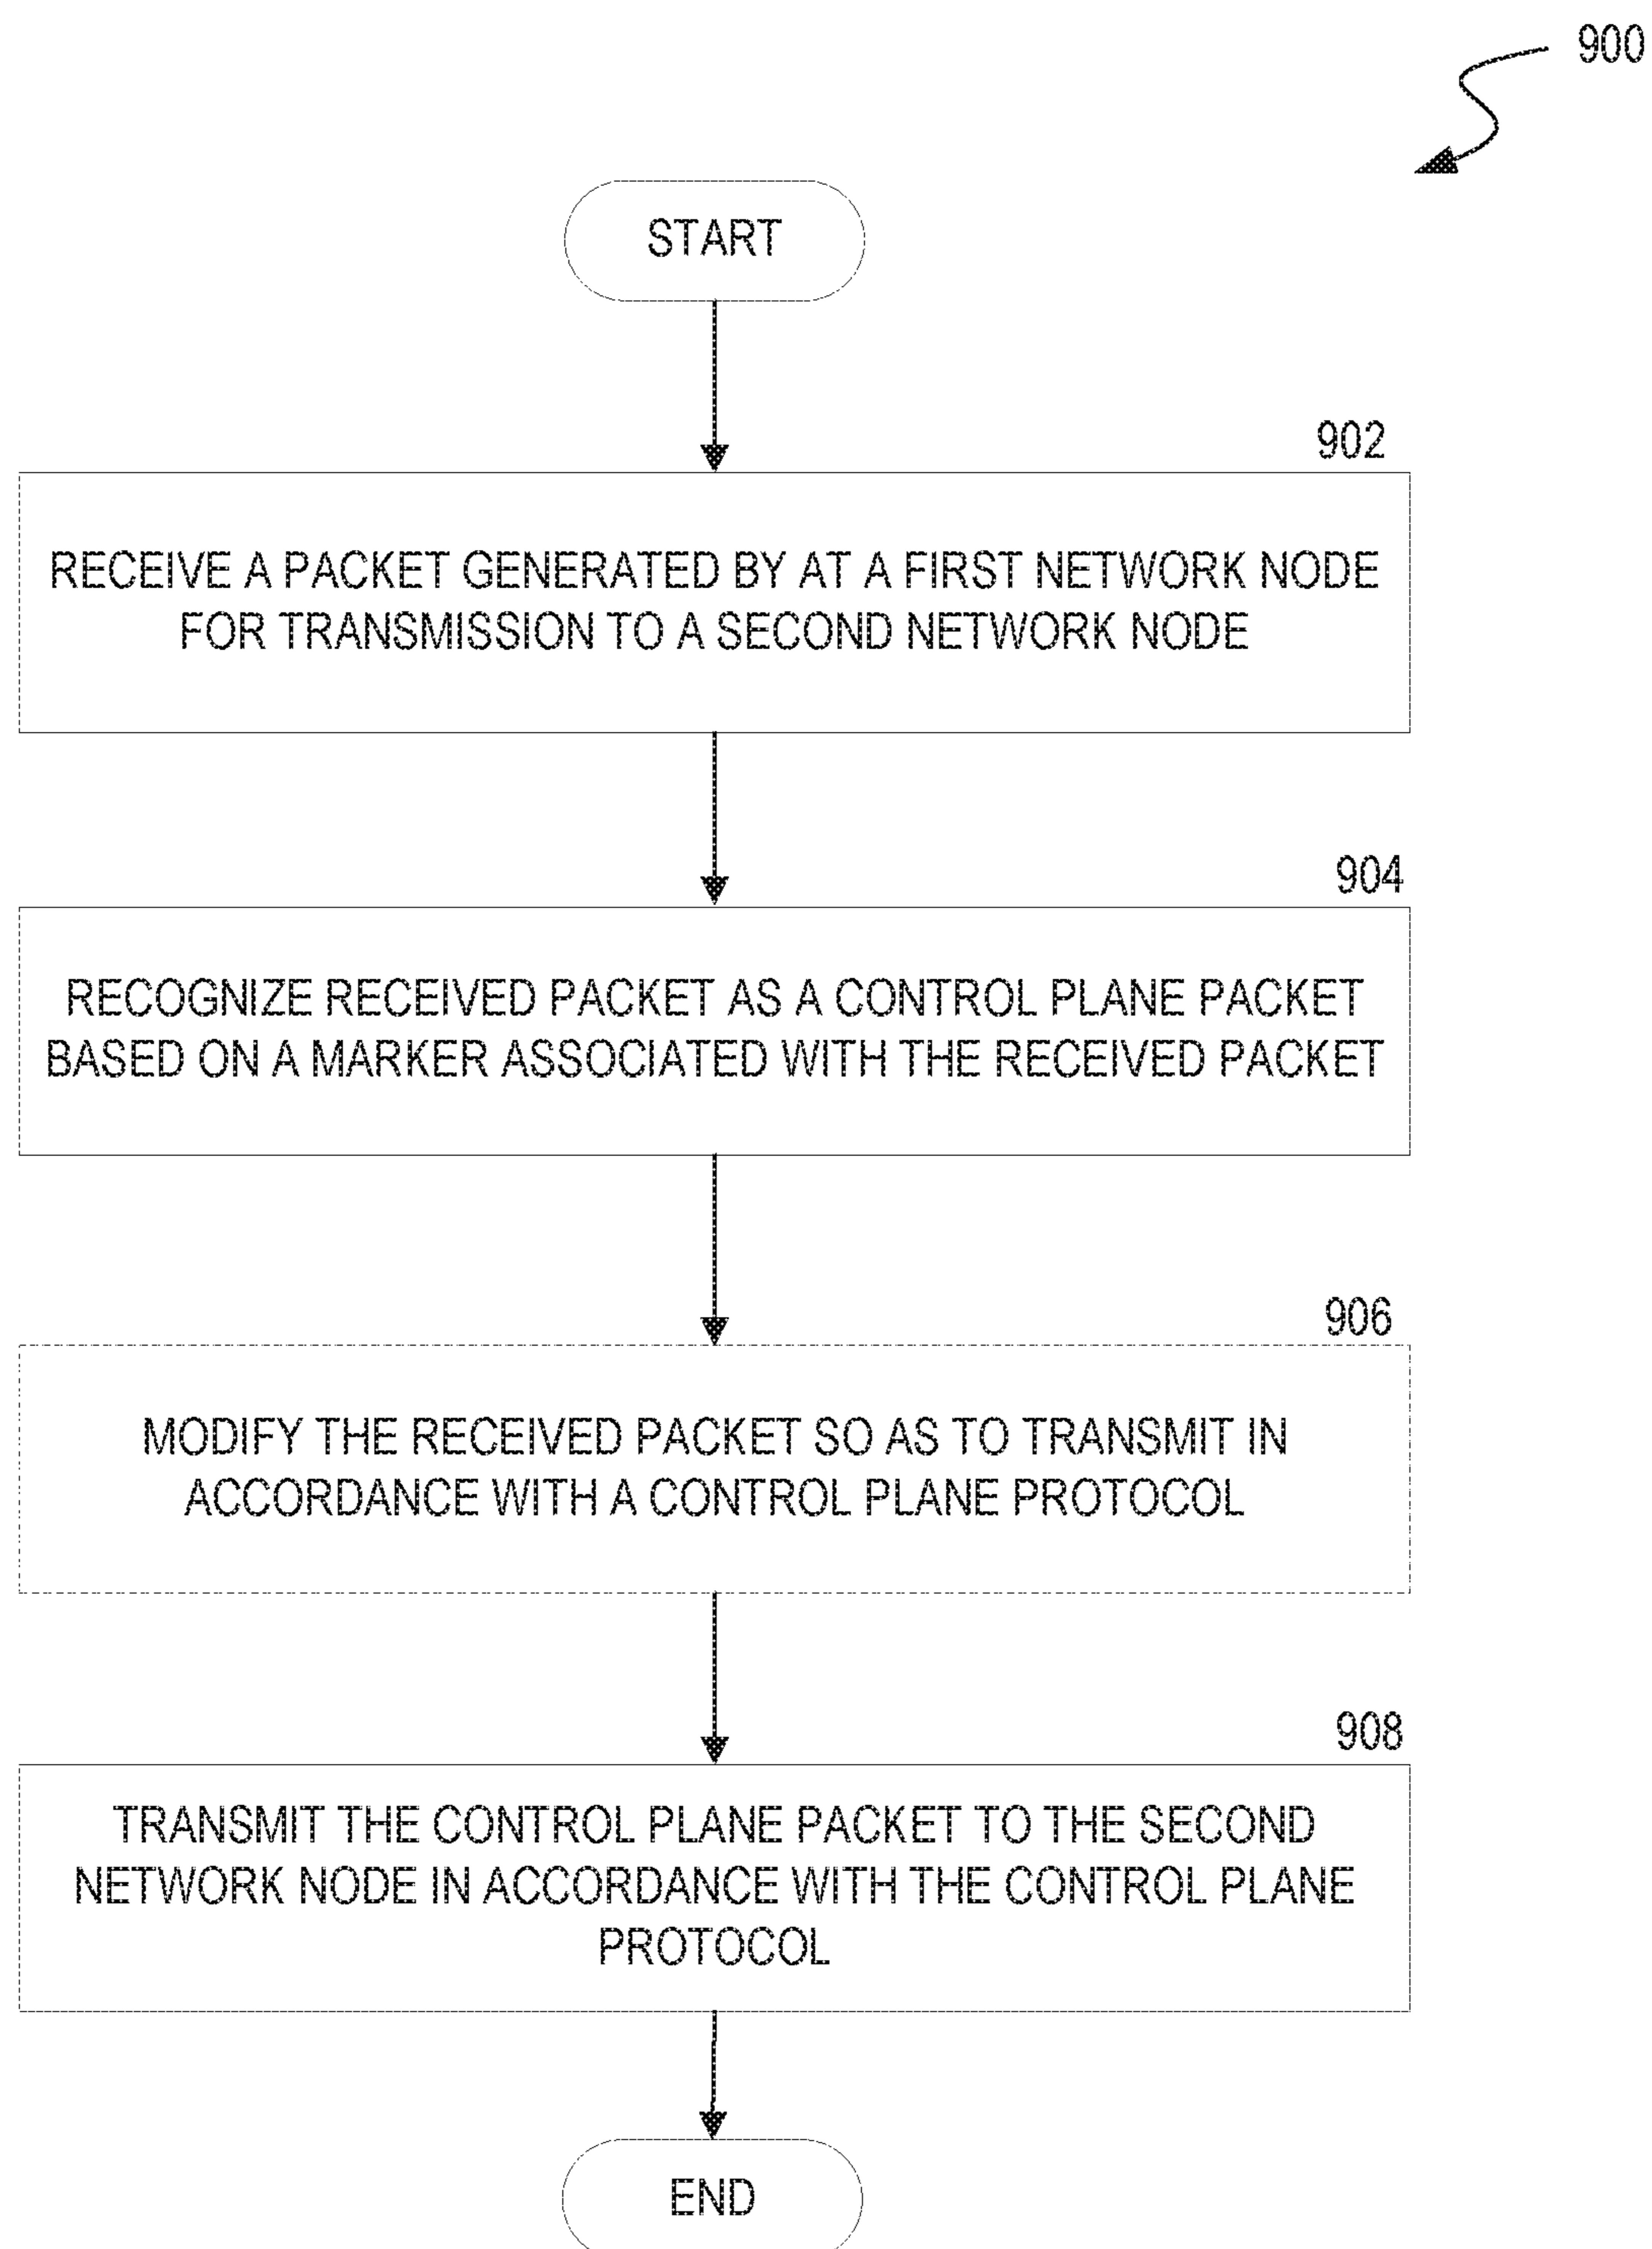 900
START
902
RECEIVE A PACKET GENERATED BY AT A FIRST NETWORK NODE
FOR TRANSMISSION TO A SECOND NETWORK NODE
904
RECOGNIZE RECEIVED PACKET AS A CONTROL PLANE PACKET
BASED ON A MARKER ASSOCIATED WITH THE RECEIVED PACKET
906
MODIFY THE RECEIVED PACKET SO AS TO TRANSMIT IN
ACCORDANCE WITH A CONTROL PLANE PROTOCOL
908
TRANSMIT THE CONTROL PLANE PACKET TO THE SECOND
NETWORK NODE IN ACCORDANCE WITH THE CONTROL PLANE
PROTOCOL
END